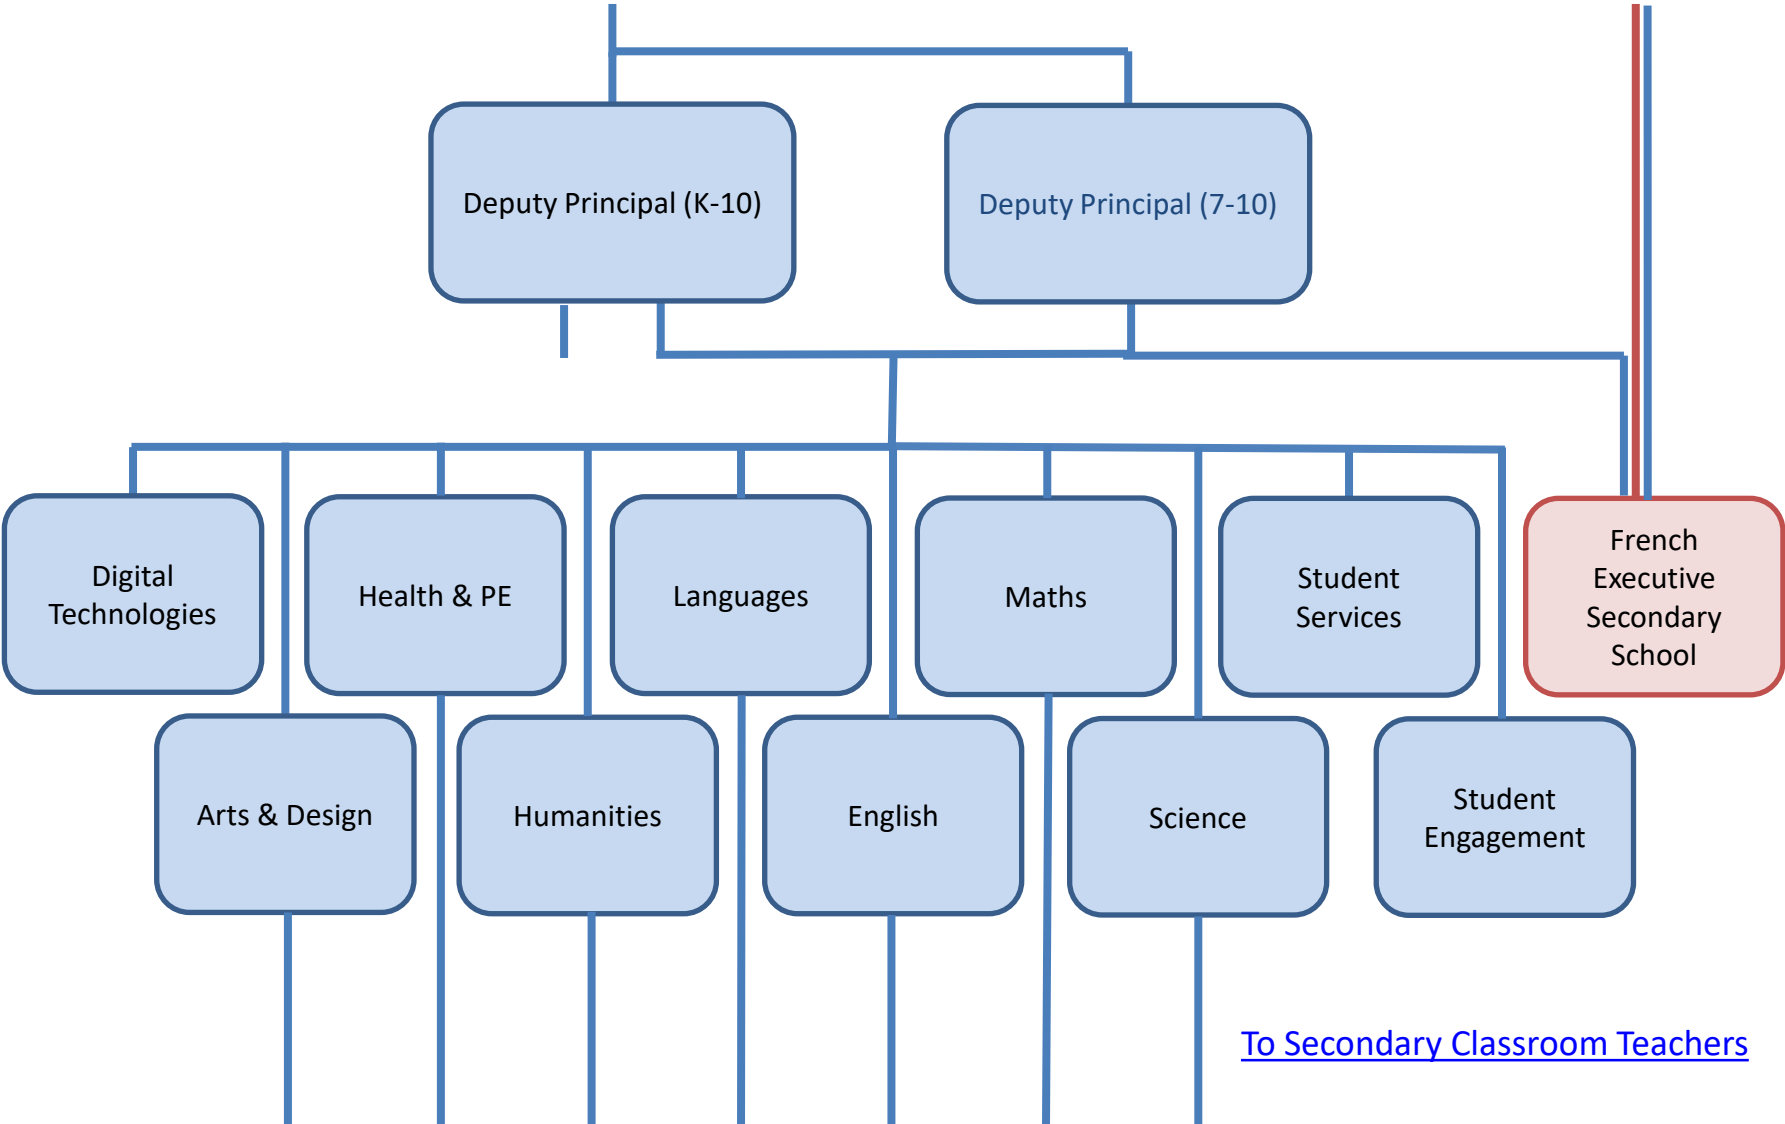 Deputy Principal (K-10)
Deputy Principal (7-10)
Digital
Technologies
Health & PE
Languages
Maths
Student
Services
French
Executive
Secondary
School
Arts & Design
Humanities
English
Science
Student
Engagement
To Secondary Classroom Teachers